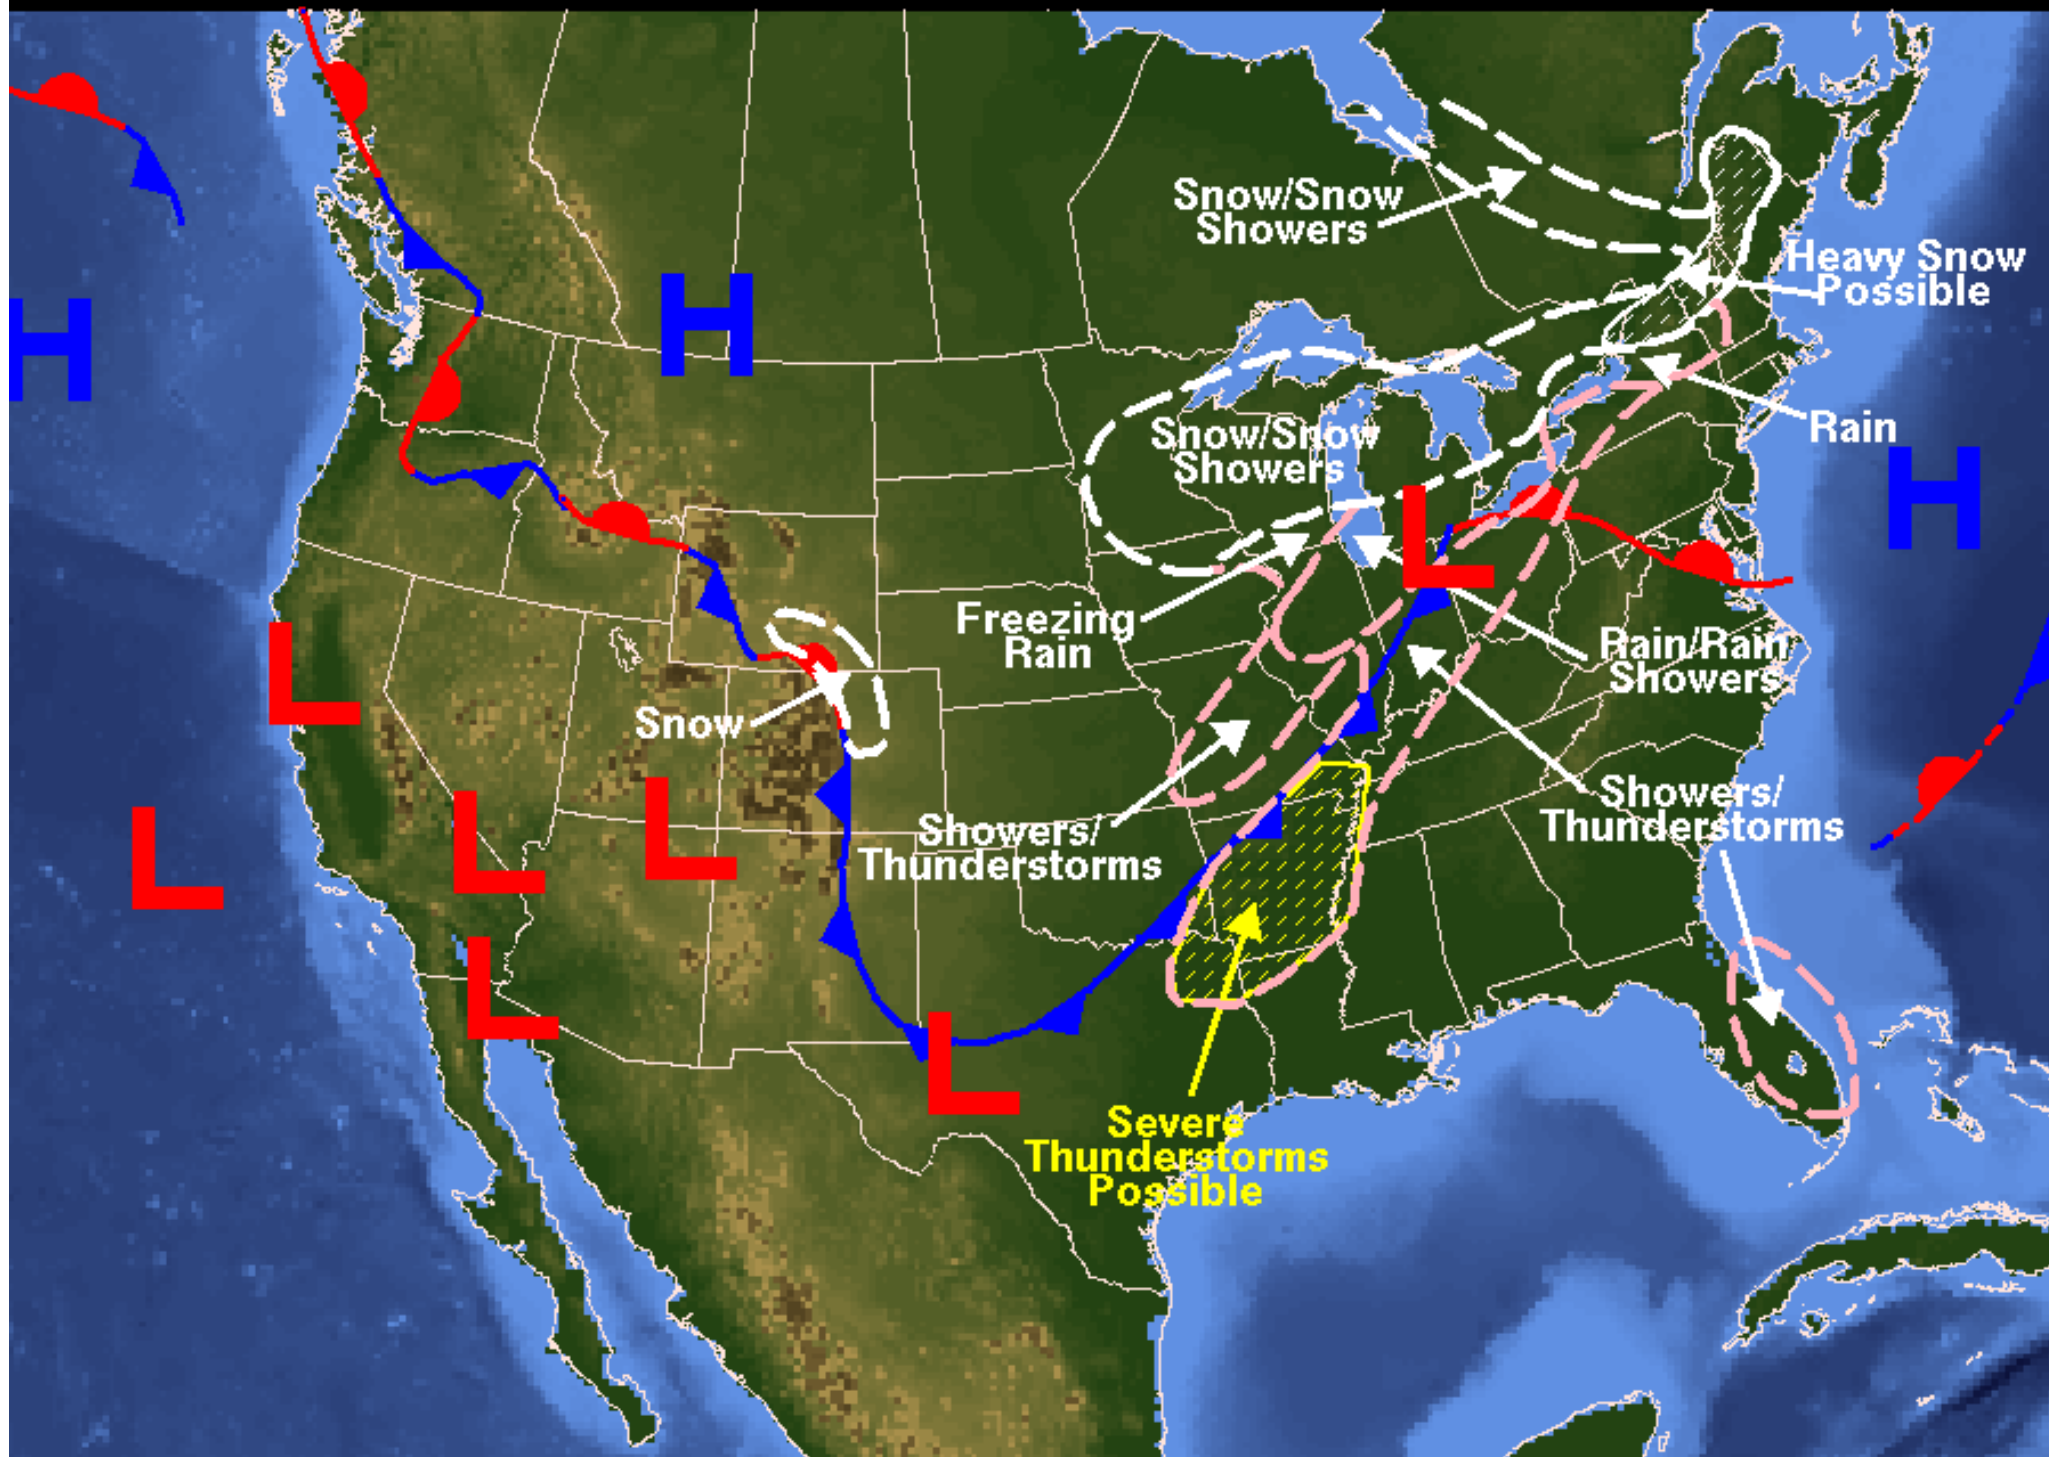 Snow/Snow
Showers
Heavy Snow
Possible
H
H
Rain
Snow/Snow
Showers
H
L
Freezing
Rain
Rain/Rain
Showers
L
Snow
Showers/
Thunderstorms
Showers/
Thunderstorms
L
L
L
L
L
Severe
Thunderstorms
Possible